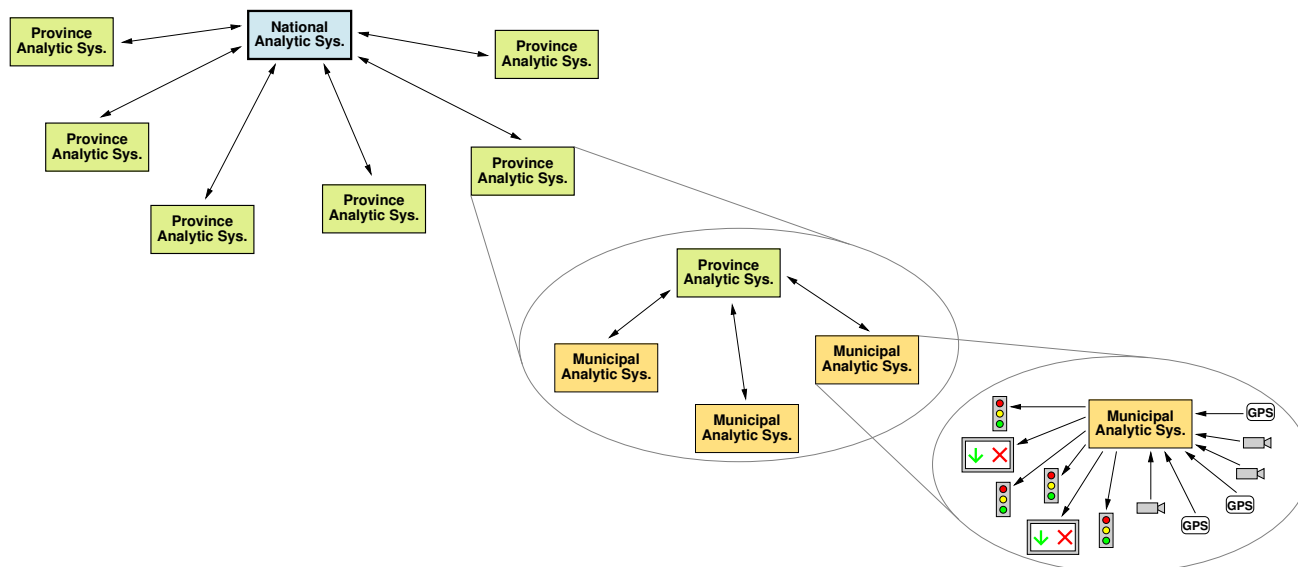 Province
Analytic Sys.
National
Analytic Sys.
Province
Analytic Sys.
Province
Analytic Sys.
Province
Analytic Sys.
Province
Analytic Sys.
Province
Analytic Sys.
Province
Analytic Sys.
Municipal
Analytic Sys.
Municipal
Analytic Sys.
Municipal
Analytic Sys.
Municipal
Analytic Sys.
GPS
GPS
GPS